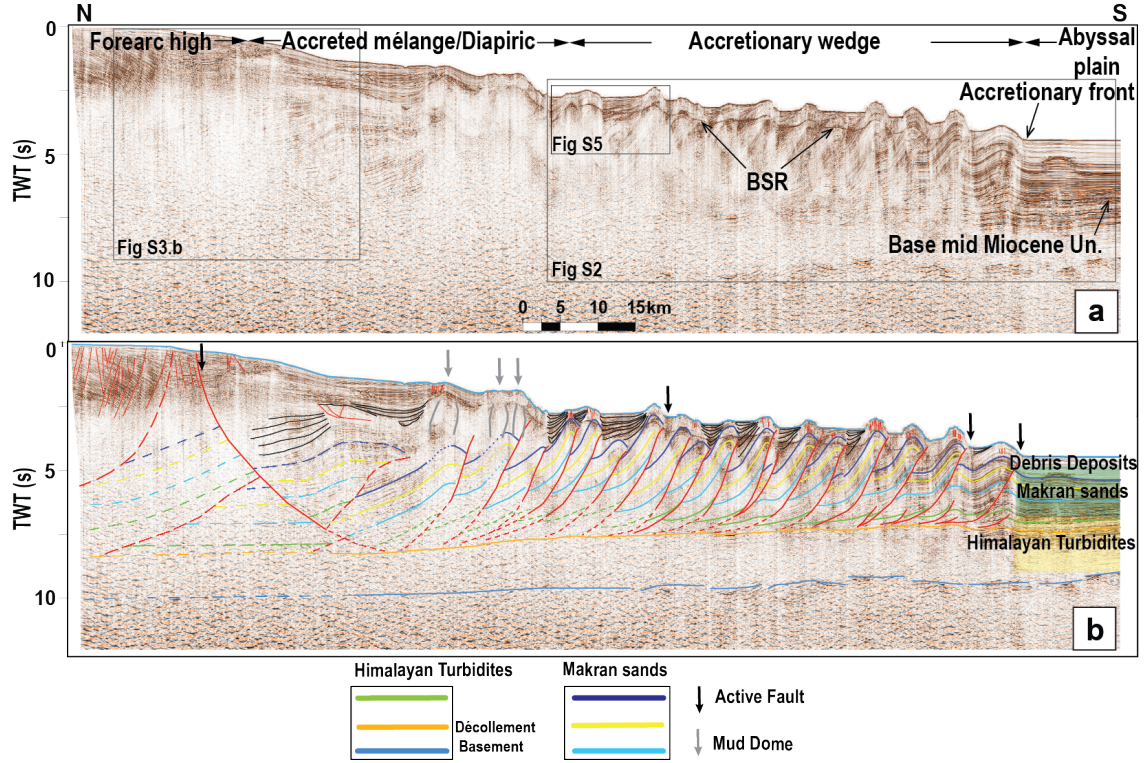 N
S
0
Forearc high
Accreted mélange/Diapiric
Accretionary wedge
Abyssal
plain
Accretionary front
TWT (s)
5
Fig S5
BSR
Base mid Miocene Un.
Fig S3.b
Fig S2
10
0 5 10 15km
a
0
TWT (s)
5
Debris Deposits
Makran sands
Himalayan Turbidites
10
b
Himalayan Turbidites
Makran sands
Active Fault
Décollement
Basement
Mud Dome